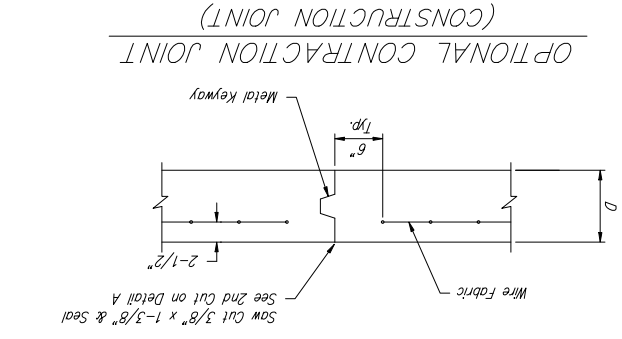 Saw Cut 3/8" x 1-3/8" & Seal
See 2nd Cut on Detail A
Wire Fabric
2-1/2"
D
6"
Typ.
Metal Keyway
OPTIONAL CONTRACTION JOINT
(CONSTRUCTION JOINT)